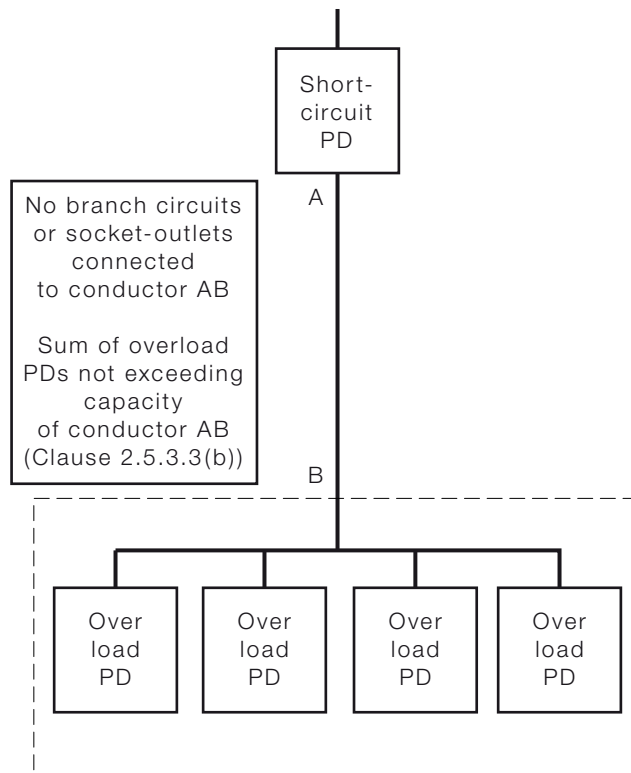 Short-
circuit
PD
A
No branch circuits
or socket-outlets
connected
to conductor AB
Sum of overload
PDs not exceeding
capacity
of conductor AB
(Clause 2.5.3.3(b))
B
Over
load
PD
Over
load
PD
Over
load
PD
Over
load
PD